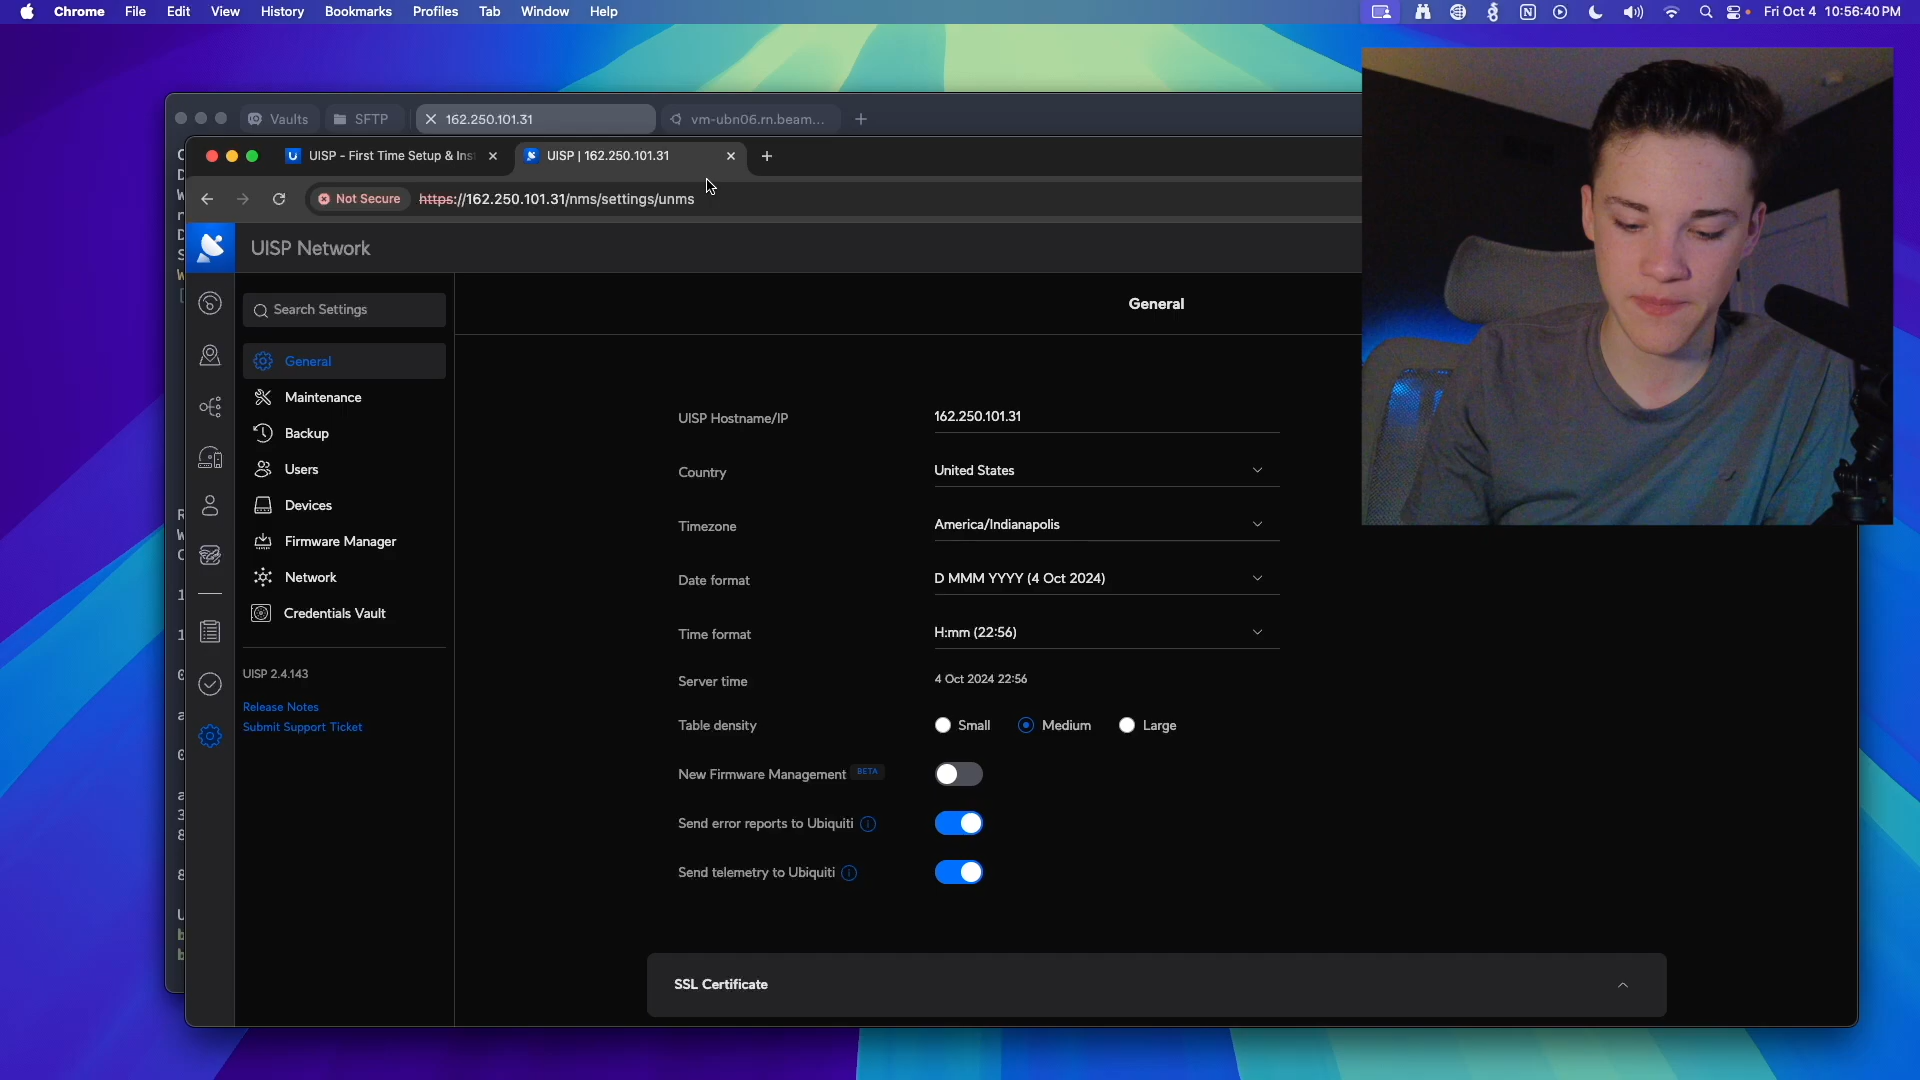 Chrome File Edit View History Bookmarks Profiles Tab Window Help
Fri Oct 4 10:56:40 PM
Vaults SFTP 162.250.101.31 vm-ubn06.rn.beam...
UISP - First Time Setup & Ins
UISP | 162.250.101.31
Not Secure https://162.250.101.31/nms/settings/unms
UISP Network
Search Settings
General
Maintenance
Backup
Users
Devices
Firmware Manager
Network
Credentials Vault
UISP 2.4.143
Release Notes
Submit Support Ticket
General
UISP Hostname/IP 162.250.101.31
Country United States
Timezone America/Indianapolis
Date format D MMM YYYY (4 Oct 2024)
Time format H:mm (22:56)
Server time 4 Oct 2024 22:56
Table density Small Medium Large
New Firmware Management BETA
Send error reports to Ubiquiti
Send telemetry to Ubiquiti
SSL Certificate